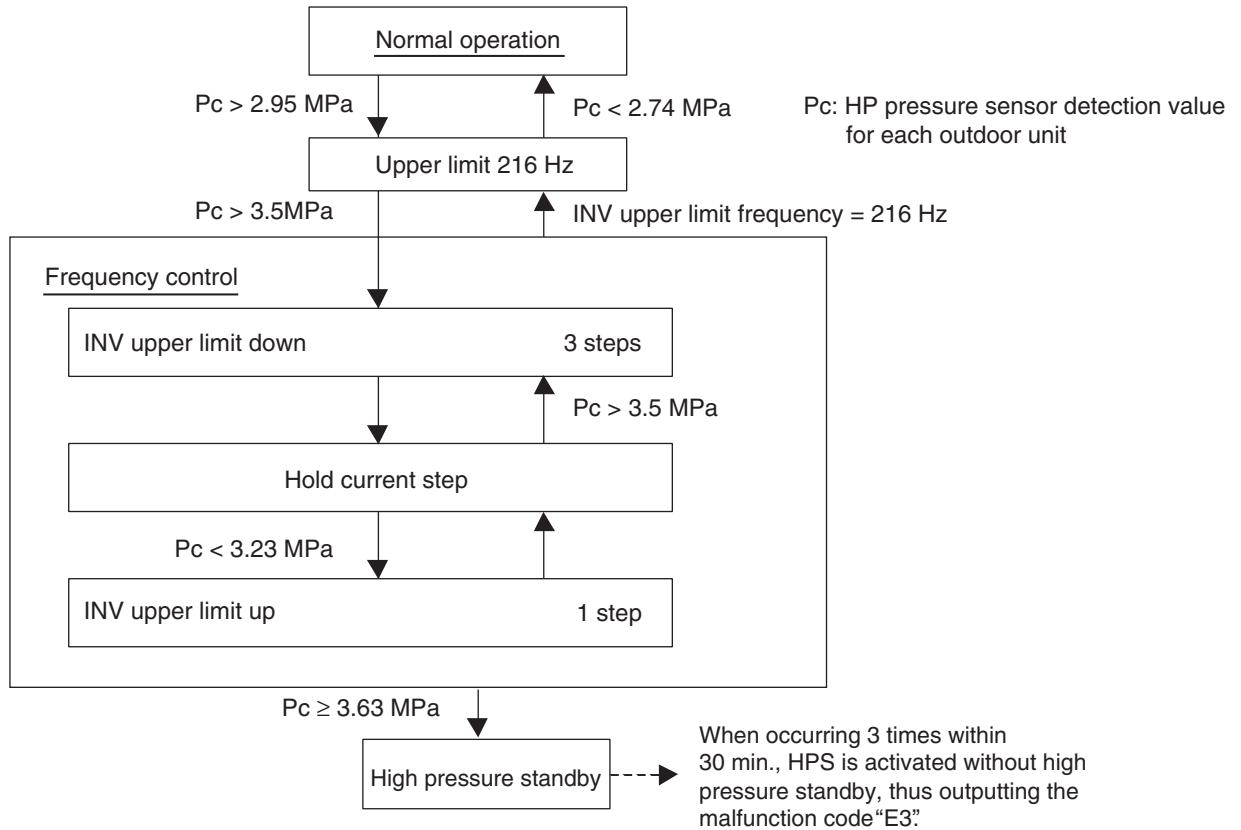 Normal operation
Pc > 2.95 MPa
Pc < 2.74 MPa
Pc: HP pressure sensor detection value
for each outdoor unit
Upper limit 216 Hz
Pc > 3.5MPa
INV upper limit frequency = 216 Hz
Frequency control
INV upper limit down 3 steps
Pc > 3.5 MPa
Hold current step
Pc < 3.23 MPa
INV upper limit up 1 step
Pc ≥ 3.63 MPa
High pressure standby
When occurring 3 times within
30 min., HPS is activated without high
pressure standby, thus outputting the
malfunction code “E3”.